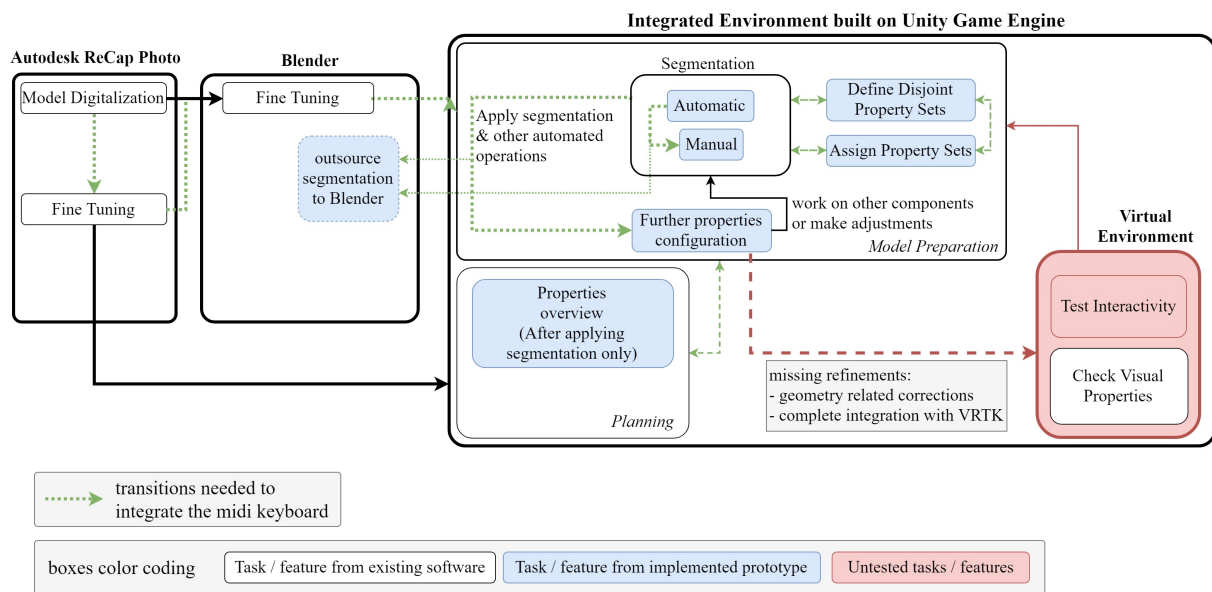 Integrated Environment built on Unity Game Engine
Autodesk ReCap Photo
Blender
Model Digitalization
Fine Tuning
Fine Tuning
outsource
segmentation
to Blender
Segmentation
Automatic
Manual
Apply segmentation
& other automated
operations
Define Disjoint
Property Sets
Assign Property Sets
Further properties
configuration
work on other components
or make adjustments
Model Preparation
Properties
overview
(After applying
segmentation only)
Planning
missing refinements:
- geometry related corrections
- complete integration with VRTK
Virtual
Environment
Test Interactivity
Check Visual
Properties
transitions needed to
integrate the midi keyboard
boxes color coding
Task / feature from existing software
Task / feature from implemented prototype
Untested tasks / features